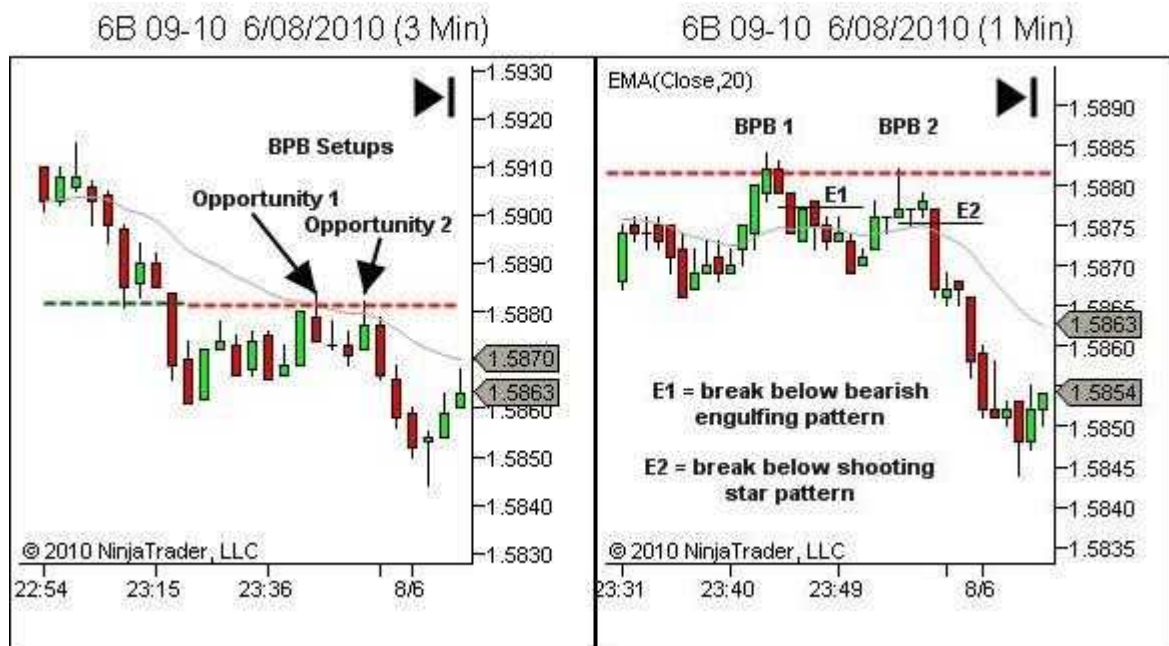 6B 09-10 6/08/2010 (3 Min)
1.5930
1.5920
1.5910
1.5900
1.5890
1.5880
1.5870
1.5863
1.5860
1.5850
1.5840
1.5830
BPB Setups
Opportunity 1
Opportunity 2
© 2010 NinjaTrader, LLC
22:54 23:15 23:36 8/6
6B 09-10 6/08/2010 (1 Min)
EMA(Close,20)
BPB 1 BPB 2
E1
E2
E1 = break below bearish
engulfing pattern
E2 = break below shooting
star pattern
1.5890
1.5885
1.5880
1.5875
1.5870
1.5865
1.5863
1.5860
1.5854
1.5850
1.5845
1.5840
1.5835
© 2010 NinjaTrader, LLC
23:31 23:40 23:49 8/6